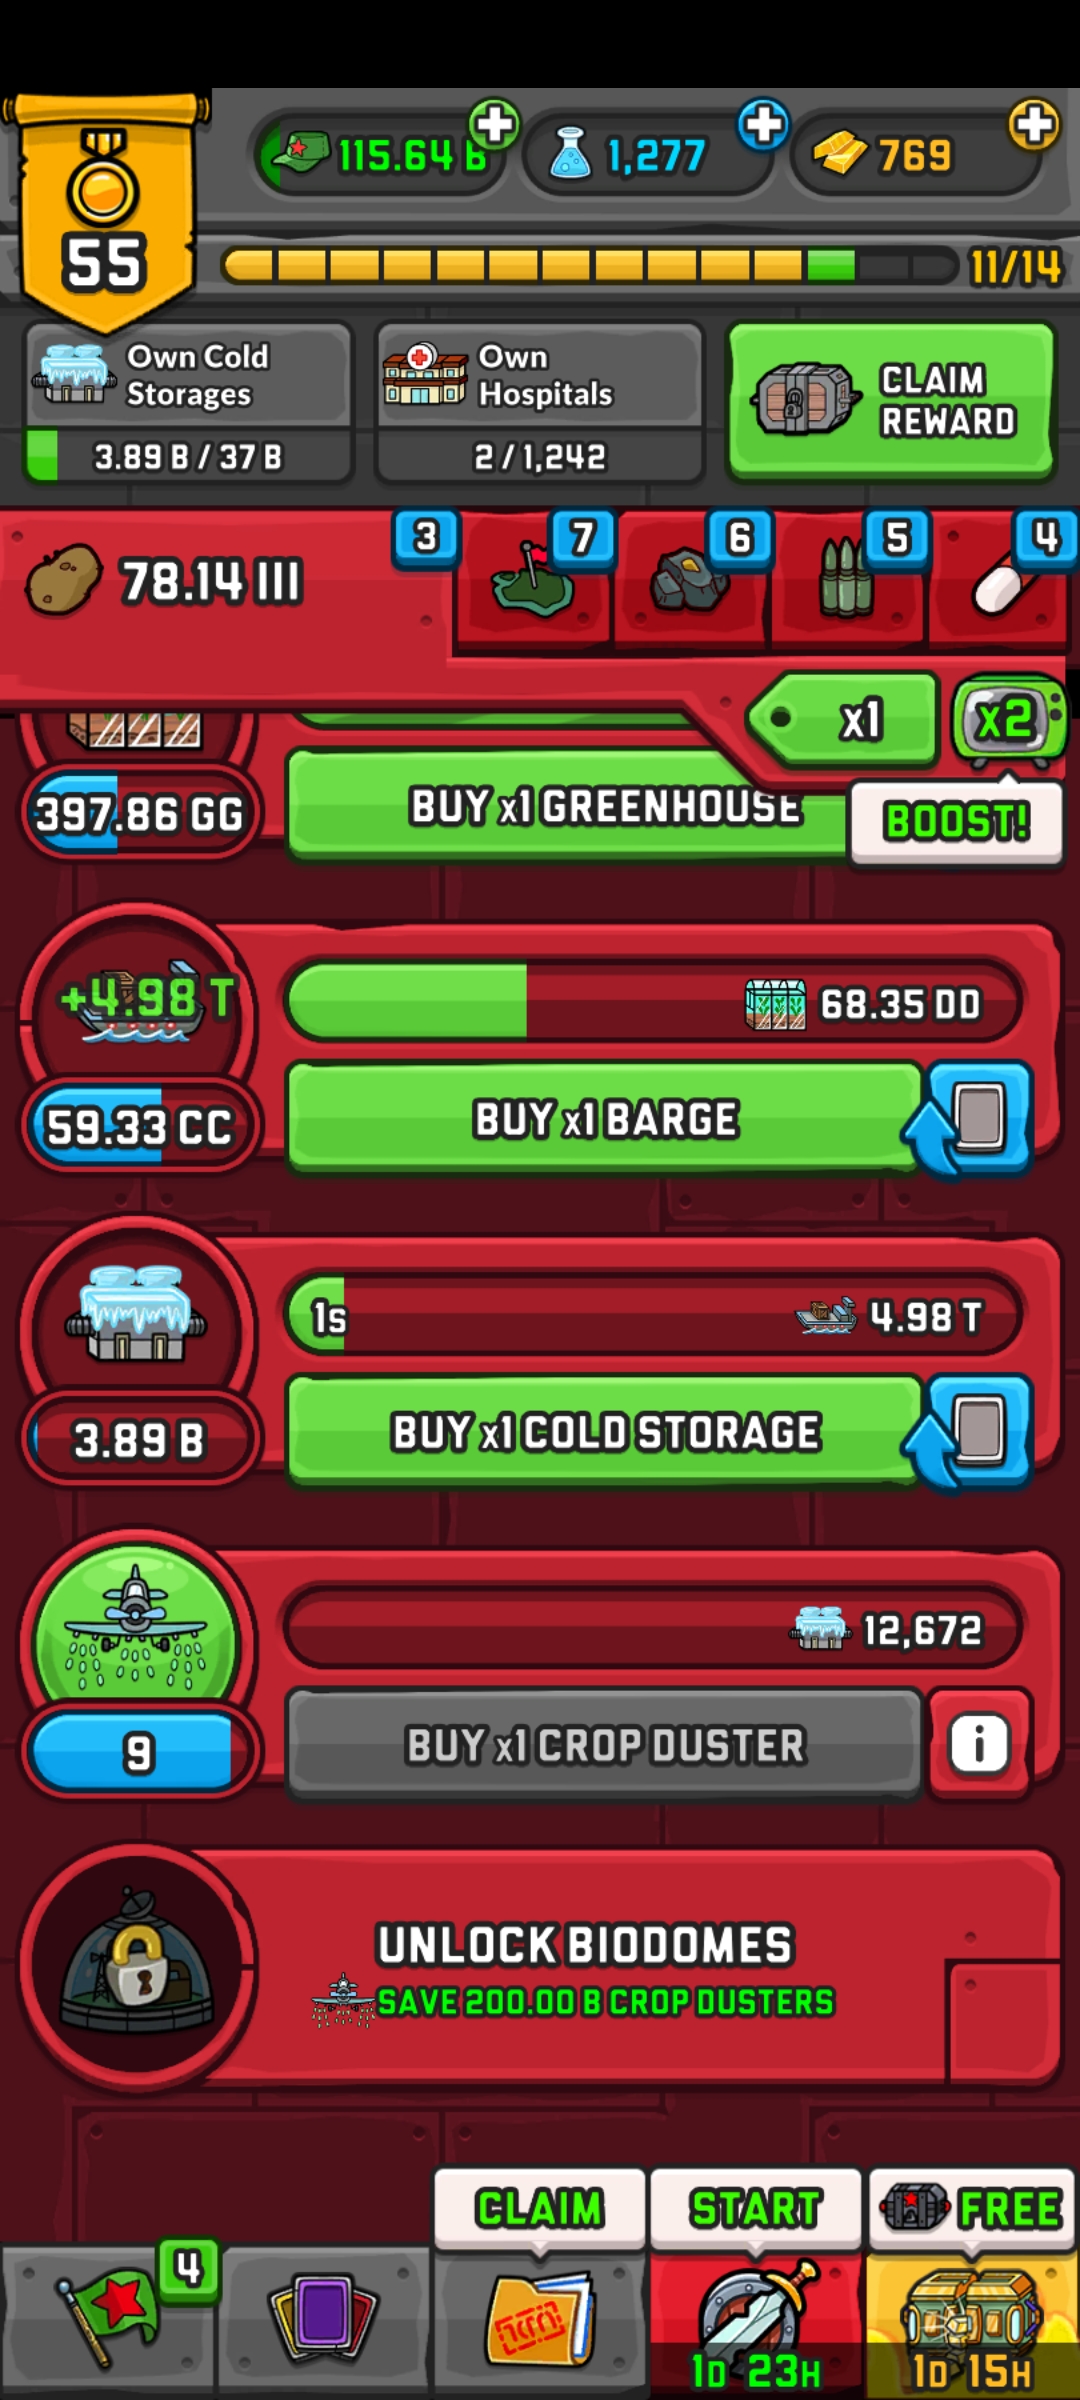 115.64 B
1,277
769
55
11/14
Own Cold
Storages
3.89 B / 37 B
Own
Hospitals
2 / 1,242
CLAIM
REWARD
78.14 III
3
7
6
5
4
x1
x2
BOOST!
397.86 GG
BUY x1 GREENHOUSE
+4.98 T
68.35 DD
59.33 CC
BUY x1 BARGE
1s
4.98 T
3.89 B
BUY x1 COLD STORAGE
12,672
9
BUY x1 CROP DUSTER
i
UNLOCK BIODOMES
SAVE 200.00 B CROP DUSTERS
CLAIM
START
FREE
4
1D 23H
1D 15H